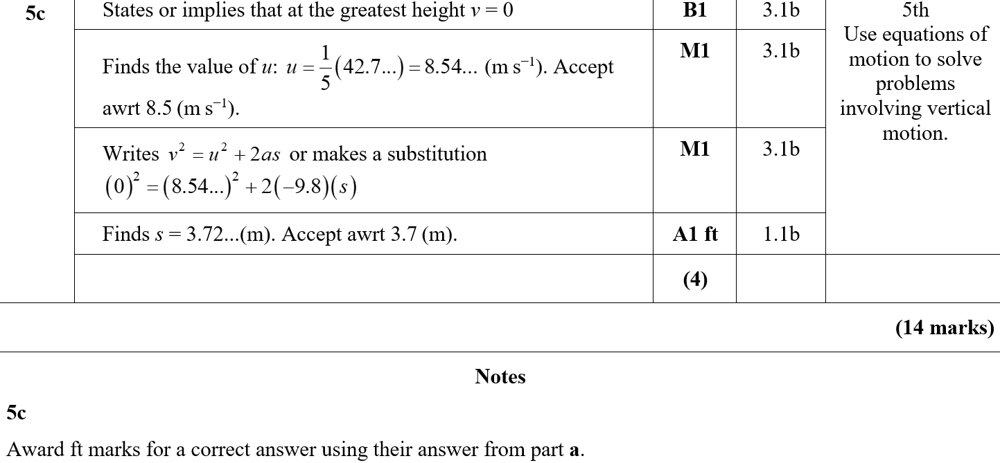 5c States or implies that at the greatest height v = 0 B1 3.1b 5th
Use equations of
motion to solve
problems
involving vertical
motion.
Finds the value of u: u = 1/5 (42.7...) = 8.54... (m s⁻¹). Accept M1 3.1b
awrt 8.5 (m s⁻¹).
Writes v² = u² + 2as or makes a substitution M1 3.1b
(0)² = (8.54...)² + 2(−9.8)(s)
Finds s = 3.72...(m). Accept awrt 3.7 (m). A1 ft 1.1b
(4)
(14 marks)
Notes
5c
Award ft marks for a correct answer using their answer from part a.